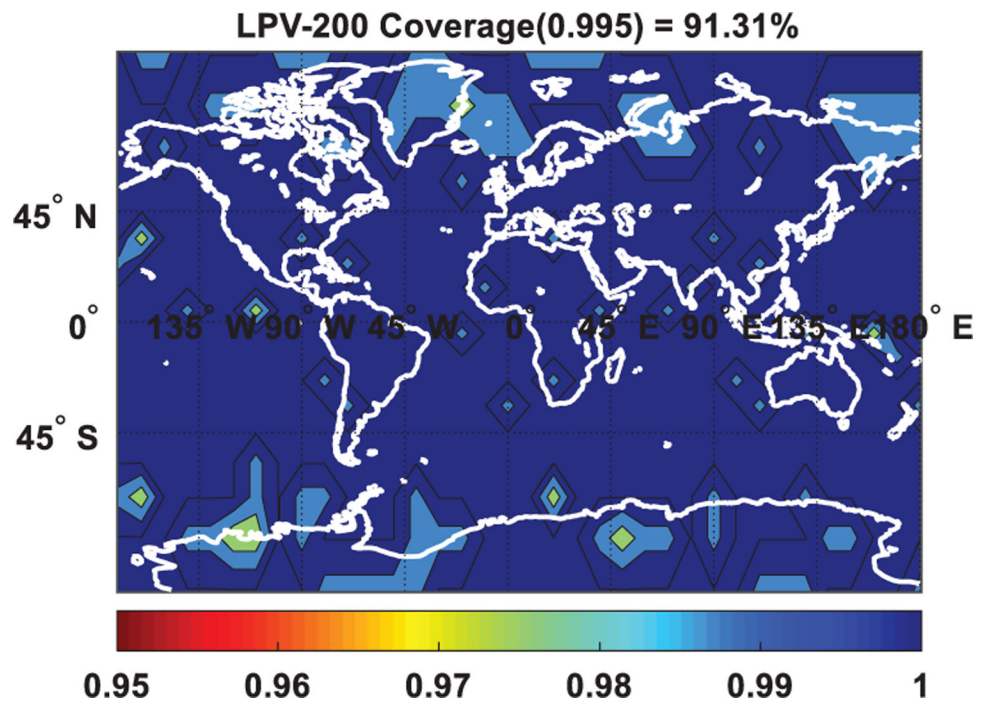 LPV-200 Coverage(0.995) = 91.31%
45° N
0°
135° W 90° W 45° W 0° 45° E 90° E 135° E 180° E
45° S
0.95 0.96 0.97 0.98 0.99 1